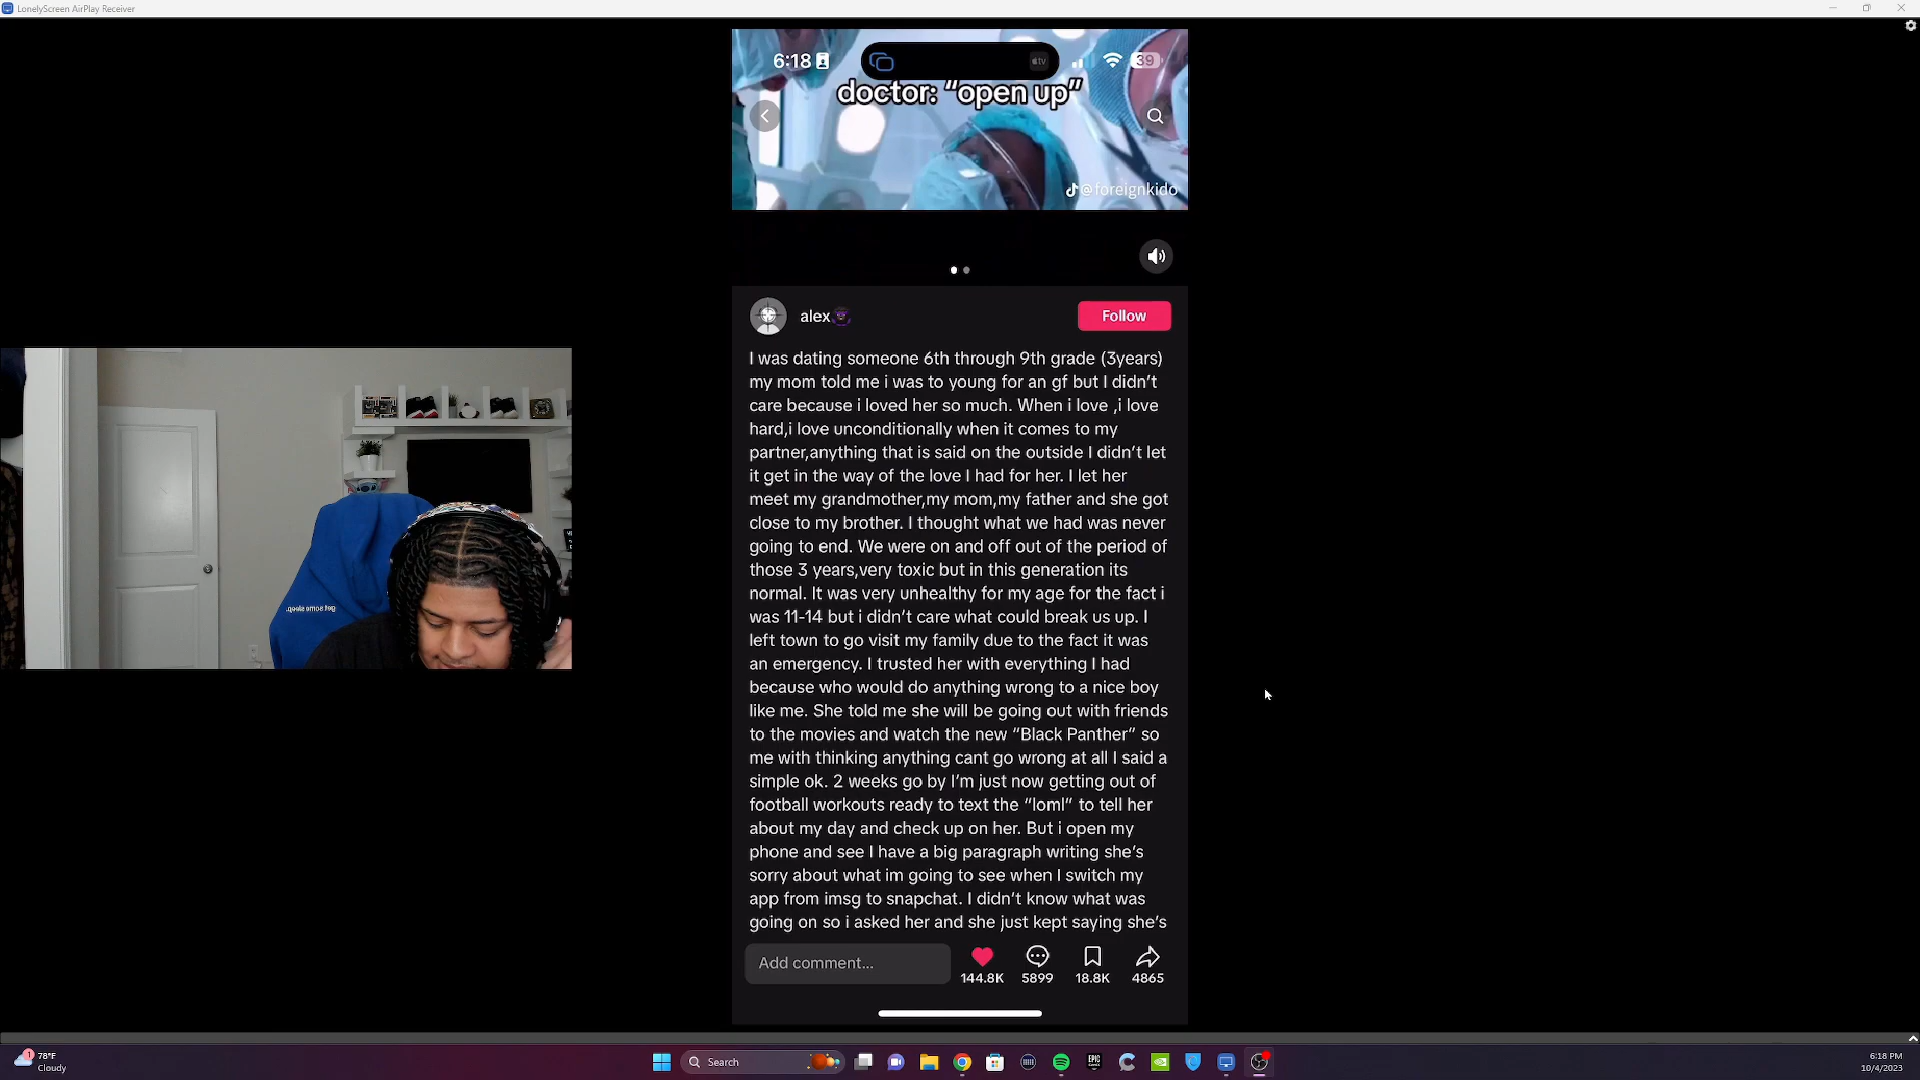 LonelyScreen AirPlay Receiver
6:18
tv
39
doctor: “open up”
@foreignkido
alex
Follow
I was dating someone 6th through 9th grade (3years)
my mom told me i was to young for an gf but I didn’t
care because i loved her so much. When i love ,i love
hard,i love unconditionally when it comes to my
partner,anything that is said on the outside I didn’t let
it get in the way of the love I had for her. I let her
meet my grandmother,my mom,my father and she got
close to my brother. I thought what we had was never
going to end. We were on and off out of the period of
those 3 years,very toxic but in this generation its
normal. It was very unhealthy for my age for the fact i
was 11-14 but i didn’t care what could break us up. I
left town to go visit my family due to the fact it was
an emergency. I trusted her with everything I had
because who would do anything wrong to a nice boy
like me. She told me she will be going out with friends
to the movies and watch the new “Black Panther” so
me with thinking anything cant go wrong at all I said a
simple ok. 2 weeks go by I’m just now getting out of
football workouts ready to text the “loml” to tell her
about my day and check up on her. But i open my
phone and see I have a big paragraph writing she’s
sorry about what im going to see when I switch my
app from imsg to snapchat. I didn’t know what was
going on so i asked her and she just kept saying she’s
Add comment...
144.8K
5899
18.8K
4865
get some sleep.
1
78°F
Cloudy
Search
EPIC
6:18 PM
10/4/2023